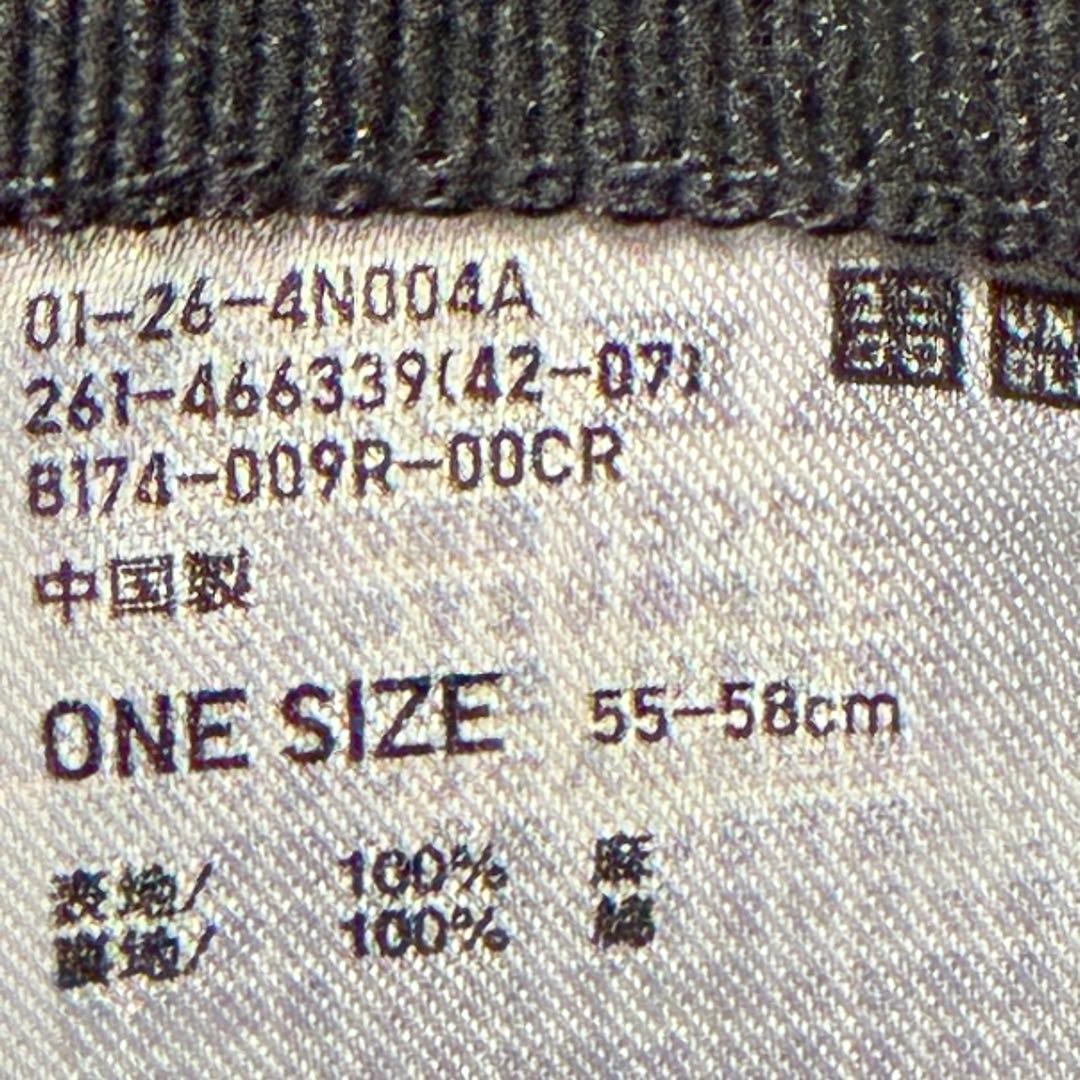 01-26-4N004A
261-466339(42-07)
8174-009R-00CR
中国製
ONE SIZE 55-58cm
表地/ 100% 麻
裏地/ 100% 綿